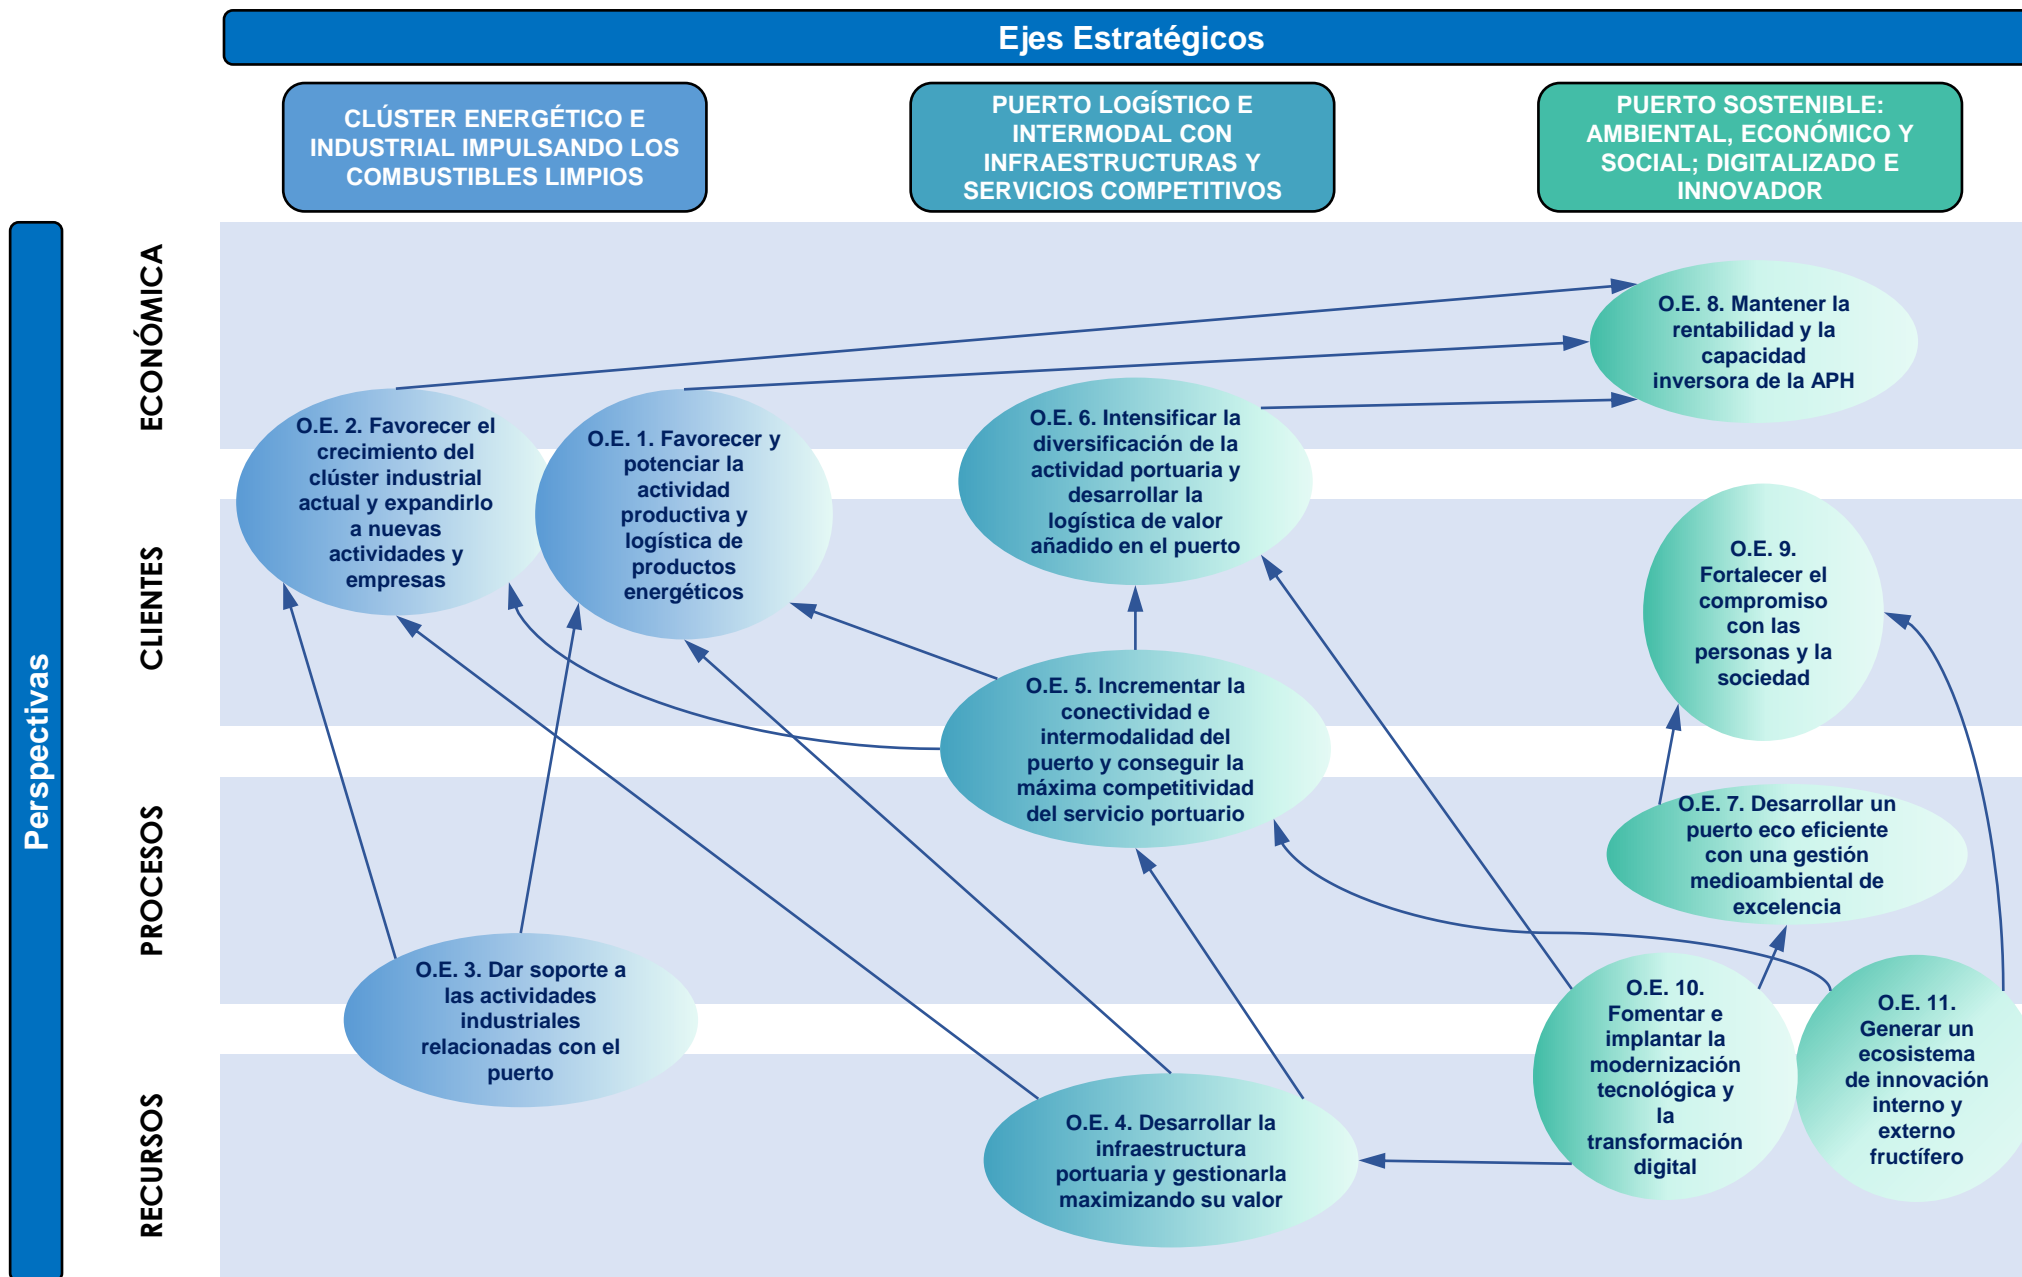 Ejes Estratégicos
CLÚSTER ENERGÉTICO E
INDUSTRIAL IMPULSANDO LOS
COMBUSTIBLES LIMPIOS
PUERTO LOGÍSTICO E
INTERMODAL CON
INFRAESTRUCTURAS Y
SERVICIOS COMPETITIVOS
PUERTO SOSTENIBLE:
AMBIENTAL, ECONÓMICO Y
SOCIAL; DIGITALIZADO E
INNOVADOR
Perspectivas
ECONÓMICA
O.E. 8. Mantener la
rentabilidad y la
capacidad
inversora de la APH
O.E. 2. Favorecer el
crecimiento del
clúster industrial
actual y expandirlo
a nuevas
actividades y
empresas
O.E. 1. Favorecer y
potenciar la
actividad
productiva y
logística de
productos
energéticos
O.E. 6. Intensificar la
diversificación de la
actividad portuaria y
desarrollar la
logística de valor
añadido en el puerto
CLIENTES
O.E. 9.
Fortalecer el
compromiso
con las
personas y la
sociedad
O.E. 5. Incrementar la
conectividad e
intermodalidad del
puerto y conseguir la
máxima competitividad
del servicio portuario
PROCESOS
O.E. 7. Desarrollar un
puerto eco eficiente
con una gestión
medioambiental de
excelencia
O.E. 3. Dar soporte a
las actividades
industriales
relacionadas con el
puerto
RECURSOS
O.E. 4. Desarrollar la
infraestructura
portuaria y gestionarla
maximizando su valor
O.E. 10.
Fomentar e
implantar la
modernización
tecnológica y
la
transformación
digital
O.E. 11.
Generar un
ecosistema
de innovación
interno y
externo
fructífero